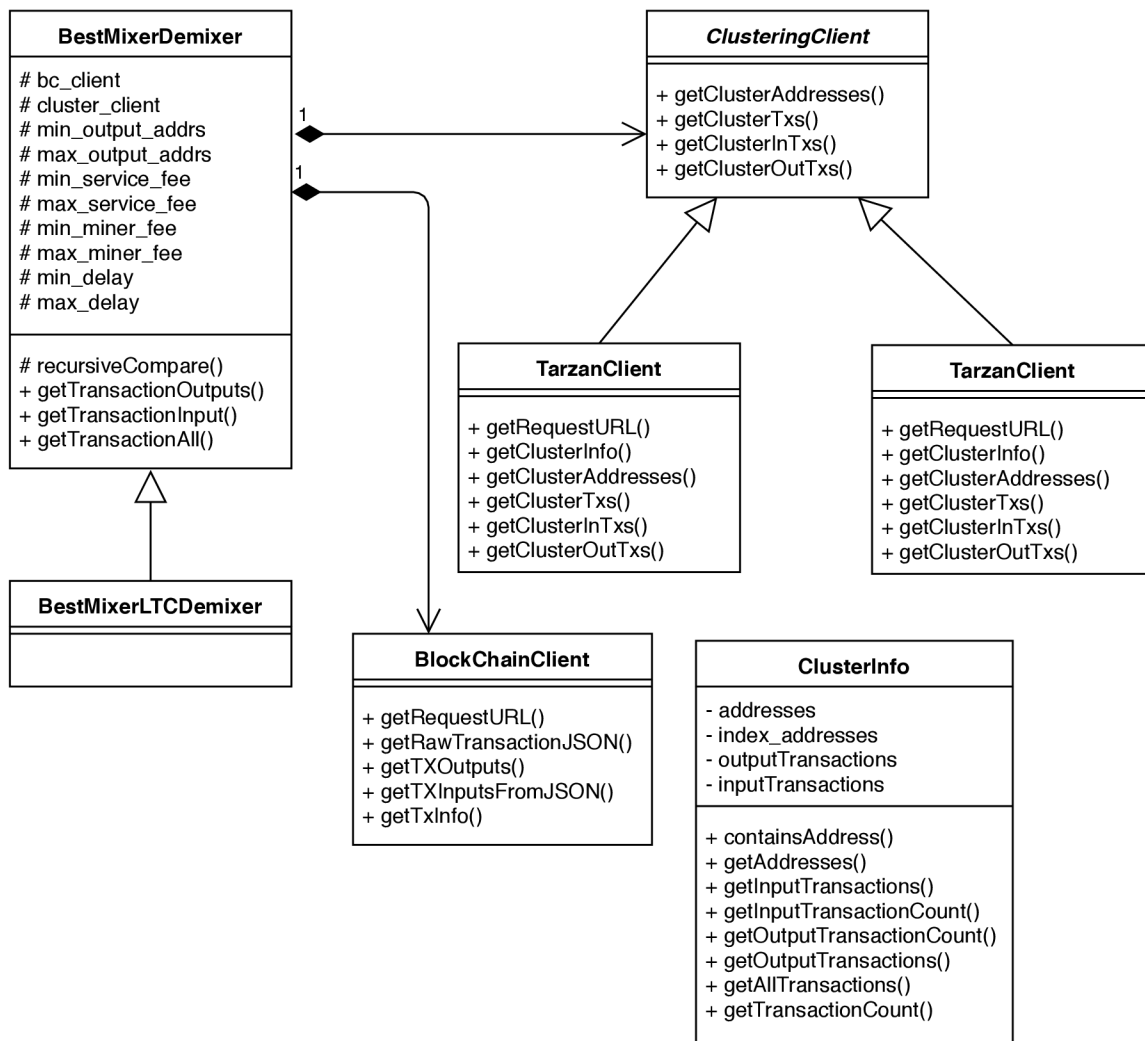 BestMixerDemixer
# bc_client
# cluster_client
# min_output_addrs
# max_output_addrs
# min_service_fee
# max_service_fee
# min_miner_fee
# max_miner_fee
# min_delay
# max_delay
# recursiveCompare()
+ getTransactionOutputs()
+ getTransactionInput()
+ getTransactionAll()
1
1
ClusteringClient
+ getClusterAddresses()
+ getClusterTxs()
+ getClusterInTxs()
+ getClusterOutTxs()
TarzanClient
+ getRequestURL()
+ getClusterInfo()
+ getClusterAddresses()
+ getClusterTxs()
+ getClusterInTxs()
+ getClusterOutTxs()
TarzanClient
+ getRequestURL()
+ getClusterInfo()
+ getClusterAddresses()
+ getClusterTxs()
+ getClusterInTxs()
+ getClusterOutTxs()
BestMixerLTCDemixer
BlockChainClient
+ getRequestURL()
+ getRawTransactionJSON()
+ getTXOutputs()
+ getTXInputsFromJSON()
+ getTxInfo()
ClusterInfo
- addresses
- index_addresses
- outputTransactions
- inputTransactions
+ containsAddress()
+ getAddresses()
+ getInputTransactions()
+ getInputTransactionCount()
+ getOutputTransactionCount()
+ getOutputTransactions()
+ getAllTransactions()
+ getTransactionCount()